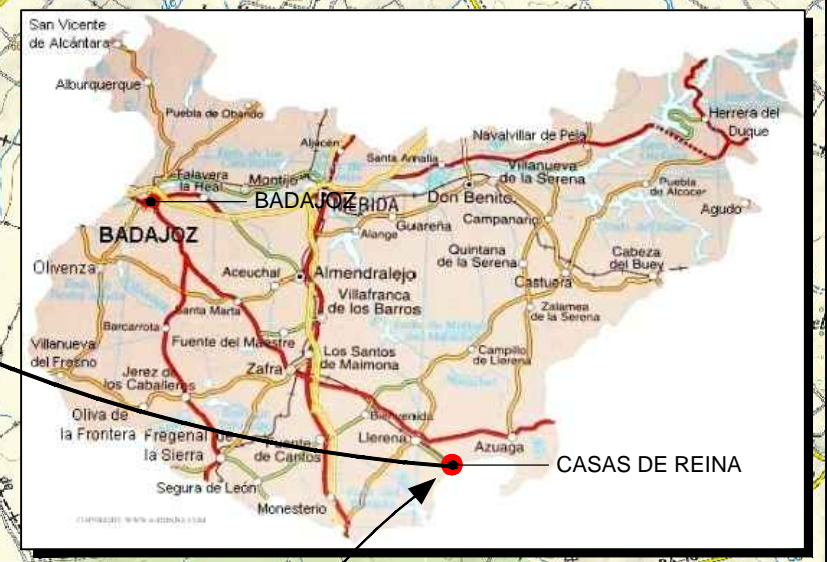 San Vicente
de Alcántara
Alburquerque
Puebla de Obando
Aljucén
Herrera del
Duque
Navalvillar de Pela
Santa Amalia
Villanueva
de la Serena
Talavera
la Real
Montijo
BADAJOZ
MERIDA
Don Benito
Puebla
de Alcocer
Agudo
Campanario
Guareña
Alange
BADAJOZ
Quintana
de la Serena
Cabeza
del Buey
Olivenza
Aceuchal
Almendralejo
Castuera
Villafranca
de los Barros
Zalamea
de la Serena
Santa Marta
Barcarrota
Villanueva
del Fresno
Fuente del Maestre
Los Santos
de Maimona
Campillo
de Llerena
Jerez de
los Caballeros
Zafra
Oliva de
la Frontera
Bienvenida
Fregenal de
la Sierra
Fuente
de Cantos
Llerena
Azuaga
CASAS DE REINA
Segura de León
Monesterio